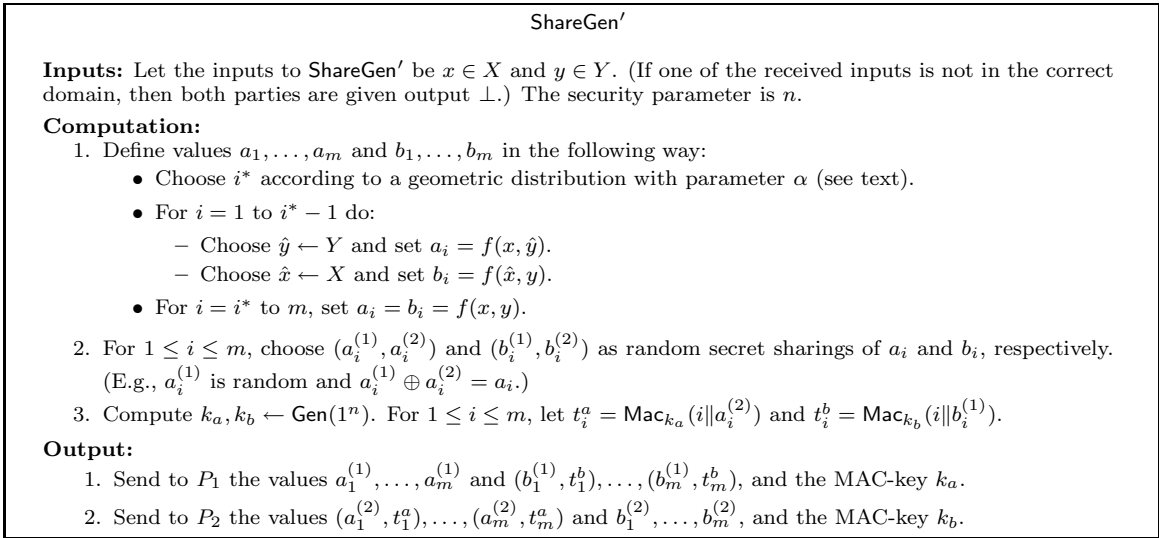 ShareGen′
Inputs: Let the inputs to ShareGen′ be x ∈ X and y ∈ Y. (If one of the received inputs is not in the correct
domain, then both parties are given output ⊥.) The security parameter is n.
Computation:
1. Define values a₁, . . . , aₘ and b₁, . . . , bₘ in the following way:
• Choose i* according to a geometric distribution with parameter α (see text).
• For i = 1 to i* − 1 do:
– Choose ŷ ← Y and set aᵢ = f(x, ŷ).
– Choose x̂ ← X and set bᵢ = f(x̂, y).
• For i = i* to m, set aᵢ = bᵢ = f(x, y).
2. For 1 ≤ i ≤ m, choose (aᵢ⁽¹⁾, aᵢ⁽²⁾) and (bᵢ⁽¹⁾, bᵢ⁽²⁾) as random secret sharings of aᵢ and bᵢ, respectively.
(E.g., aᵢ⁽¹⁾ is random and aᵢ⁽¹⁾ ⊕ aᵢ⁽²⁾ = aᵢ.)
3. Compute kₐ, k_b ← Gen(1ⁿ). For 1 ≤ i ≤ m, let tᵢᵃ = Mac_kₐ(i‖aᵢ⁽²⁾) and tᵢᵇ = Mac_k_b(i‖bᵢ⁽¹⁾).
Output:
1. Send to P₁ the values a₁⁽¹⁾, . . . , aₘ⁽¹⁾ and (b₁⁽¹⁾, t₁ᵇ), . . . , (bₘ⁽¹⁾, tₘᵇ), and the MAC-key kₐ.
2. Send to P₂ the values (a₁⁽²⁾, t₁ᵃ), . . . , (aₘ⁽²⁾, tₘᵃ) and b₁⁽²⁾, . . . , bₘ⁽²⁾, and the MAC-key k_b.